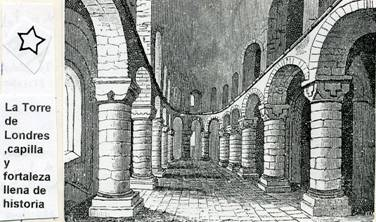 La Torre
de
Londres
,capilla
y
fortaleza
llena de
historia